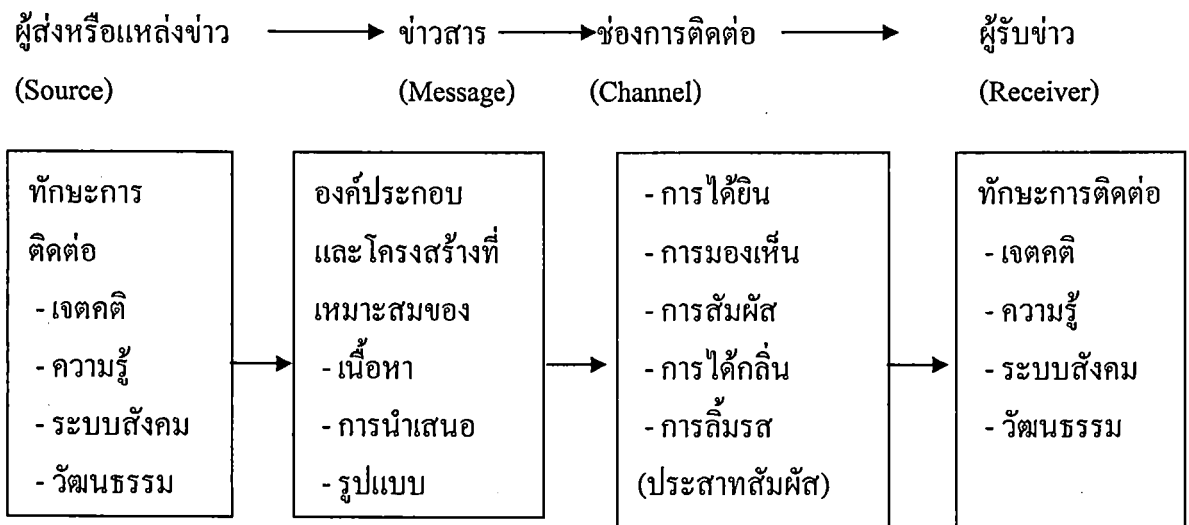 ผู้ส่งหรือแหล่งข่าว ข่าวสาร ช่องการติดต่อ ผู้รับข่าว
(Source) (Message) (Channel) (Receiver)
ทักษะการ
ติดต่อ
- เจตคติ
- ความรู้
- ระบบสังคม
- วัฒนธรรม
องค์ประกอบ
และโครงสร้างที่
เหมาะสมของ
- เนื้อหา
- การนำเสนอ
- รูปแบบ
- การได้ยิน
- การมองเห็น
- การสัมผัส
- การได้กลิ่น
- การลิ้มรส
(ประสาทสัมผัส)
ทักษะการติดต่อ
- เจตคติ
- ความรู้
- ระบบสังคม
- วัฒนธรรม